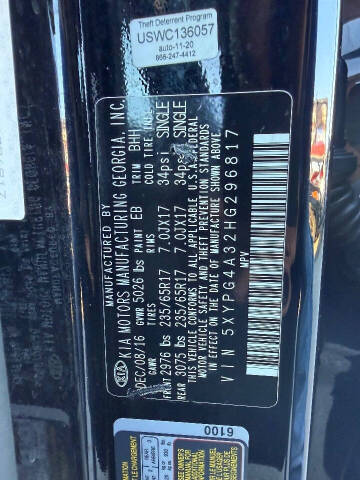 Theft Deterrent Program
USWC136057
auto-11-20
866-247-4412
MANUFACTURED BY
KIA MOTORS MANUFACTURING GEORGIA, INC.
KIA
DEC/08/16 GVWR 5026 lbs PAINT EB TRIM BHH
GAWR TIRES RIMS COLD TIRE
FRONT 2976 lbs 235/65R17 7.0JX17 34psi SINGLE
REAR 3075 lbs 235/65R17 7.0JX17 34psi SINGLE
THIS VEHICLE CONFORMS TO ALL APPLICABLE U.S.A. FEDERAL
MOTOR VEHICLE SAFETY AND THEFT PREVENTION STANDARDS
IN EFFECT ON THE DATE OF MANUFACTURE SHOWN ABOVE
VIN 5XYPG4A32HG296817
MPV
6100